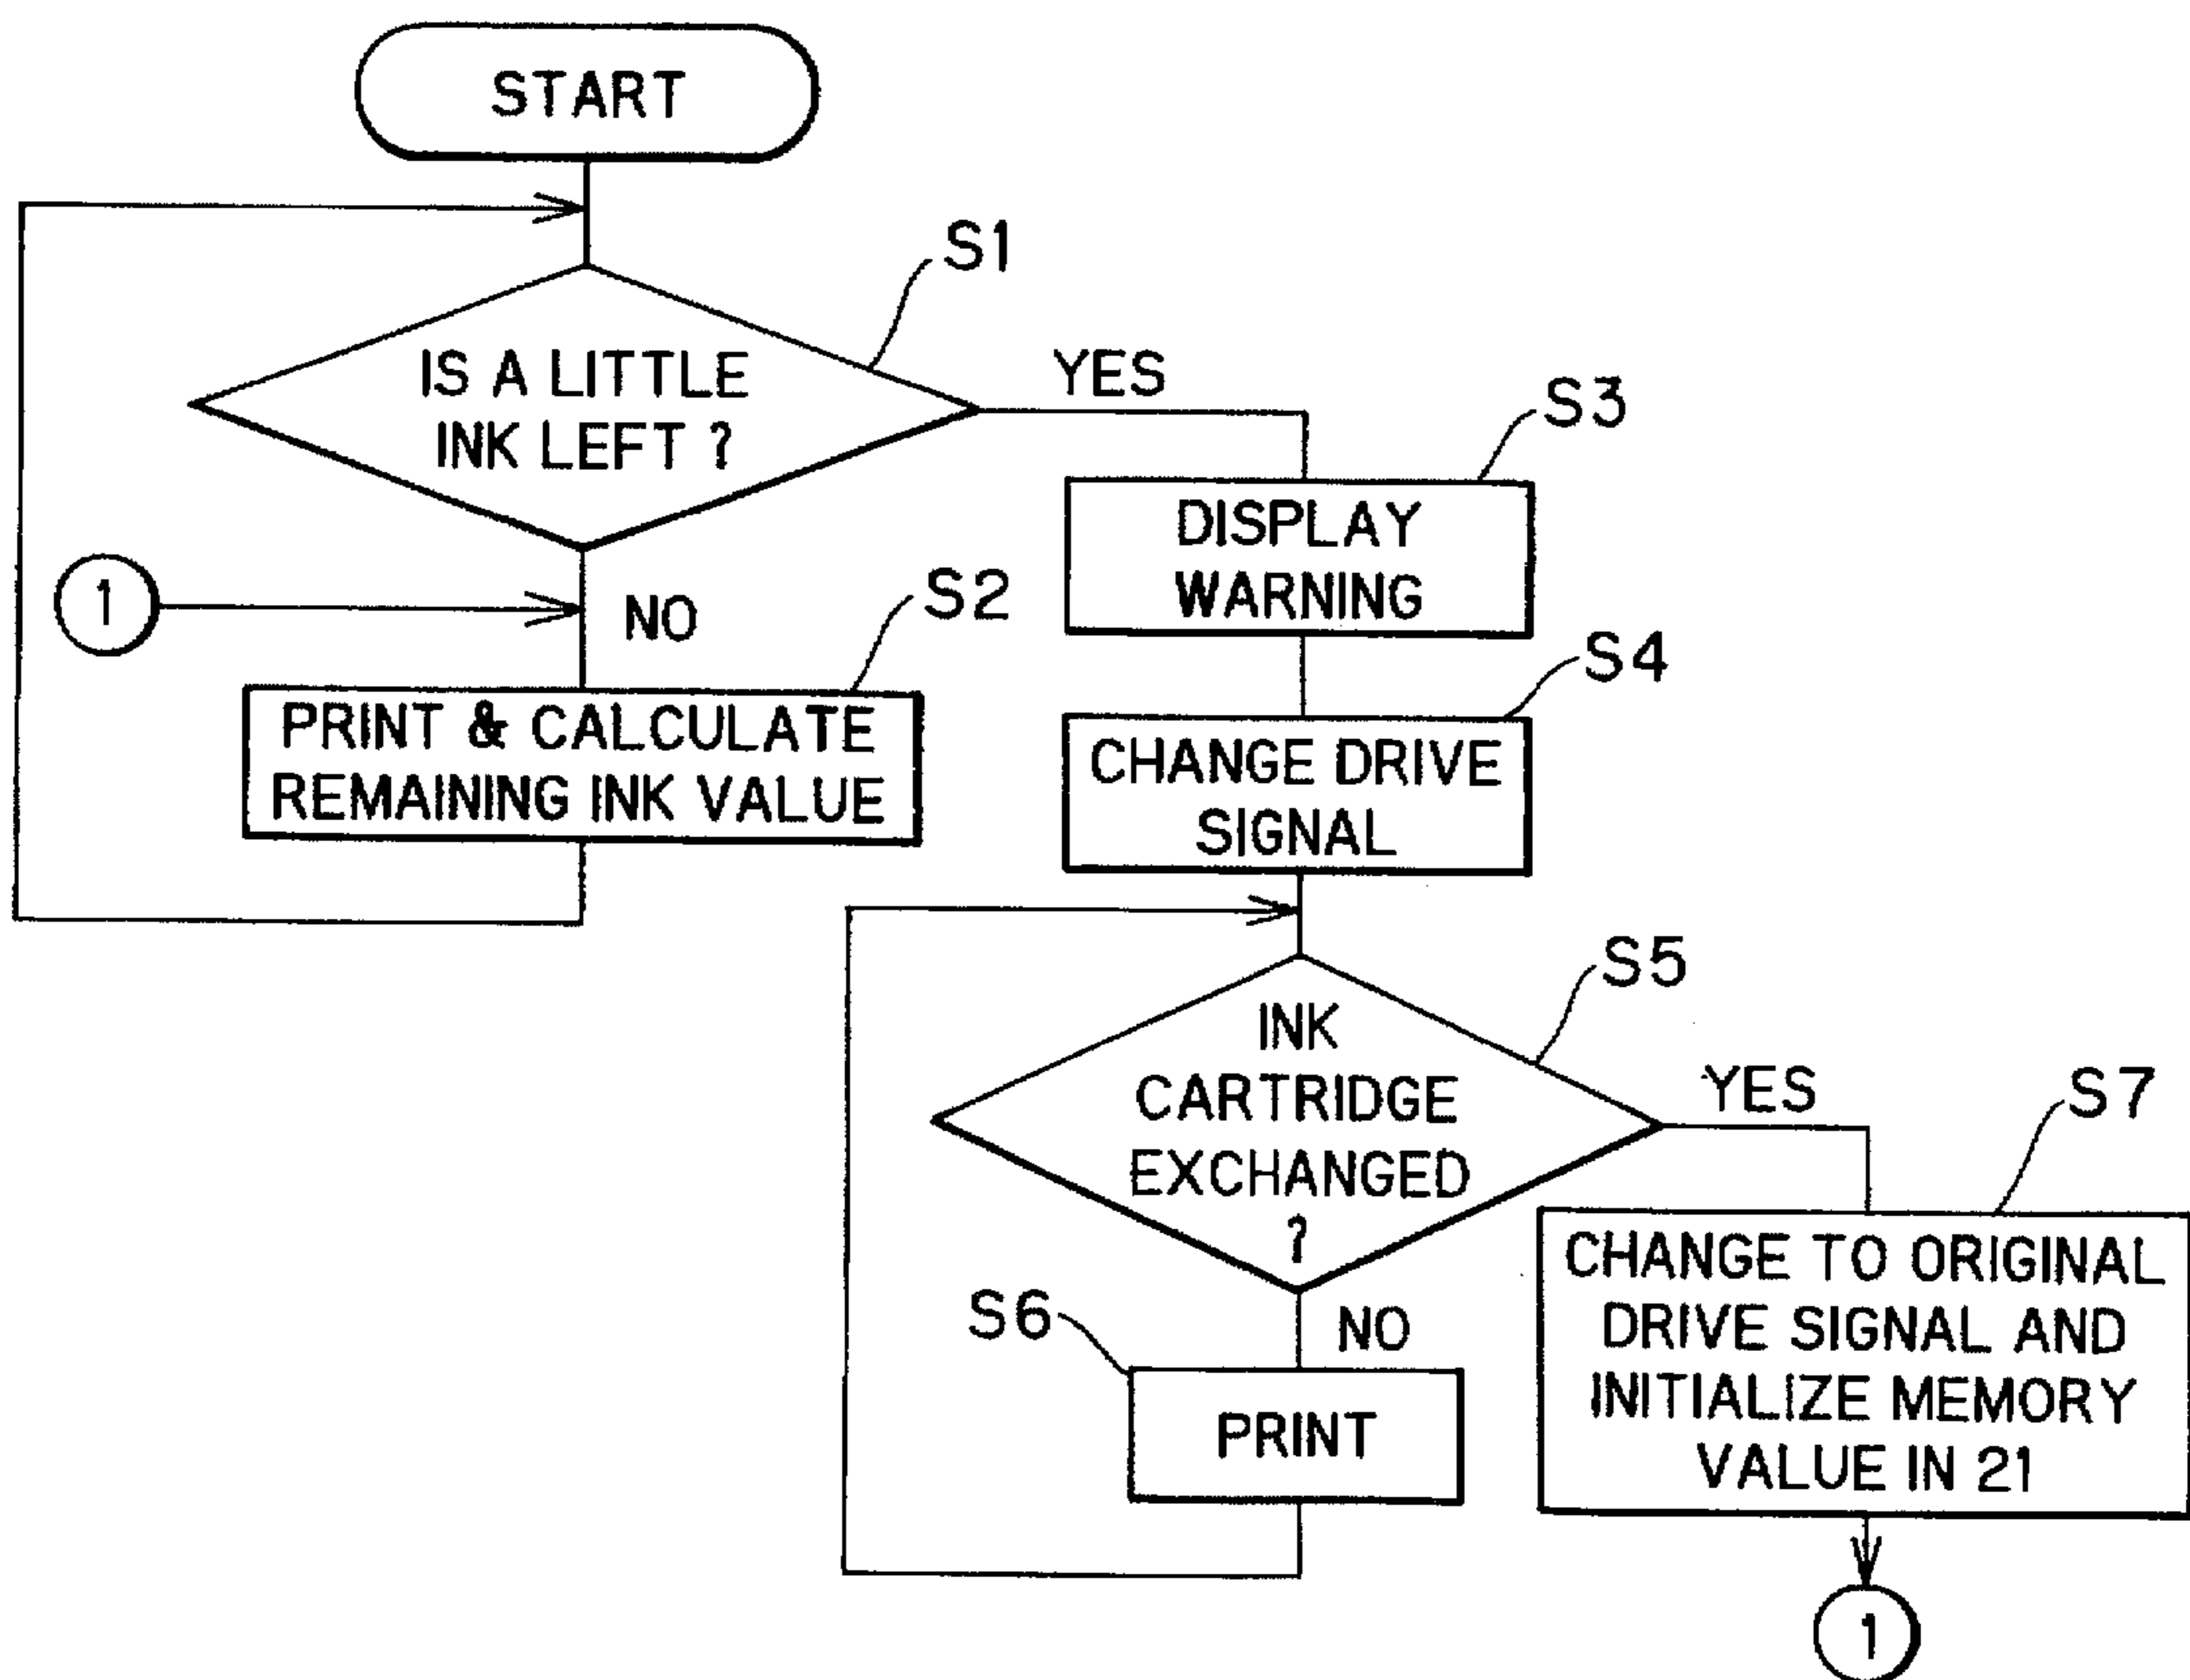 START
S1
IS A LITTLE
INK LEFT ?
YES
S3
DISPLAY
WARNING
1
NO
S2
PRINT & CALCULATE
REMAINING INK VALUE
S4
CHANGE DRIVE
SIGNAL
S5
INK
CARTRIDGE
EXCHANGED
?
YES
S7
S6
NO
PRINT
CHANGE TO ORIGINAL
DRIVE SIGNAL AND
INITIALIZE MEMORY
VALUE IN 21
1